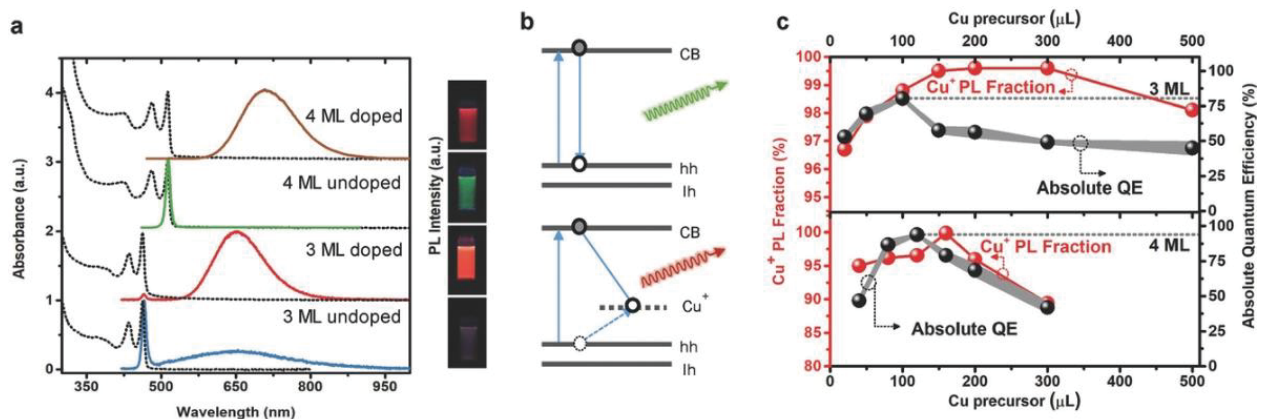 a
Absorbance (a.u.)
4
3
2
1
0
4 ML doped
4 ML undoped
3 ML doped
3 ML undoped
350 500 650 800 950
Wavelength (nm)
PL Intensity (a.u.)
b
CB
hh
lh
CB
Cu⁺
hh
lh
c
Cu precursor (µL)
0 100 200 300 400 500
Cu⁺ PL Fraction (%)
100
99
98
97
96
95
Cu⁺ PL Fraction
3 ML
Absolute QE
100
75
50
25
0
100
95
90
85
80
4 ML
Cu⁺ PL Fraction
Absolute QE
100
75
50
25
0
Absolute Quantum Efficiency (%)
0 100 200 300 400 500
Cu precursor (µL)